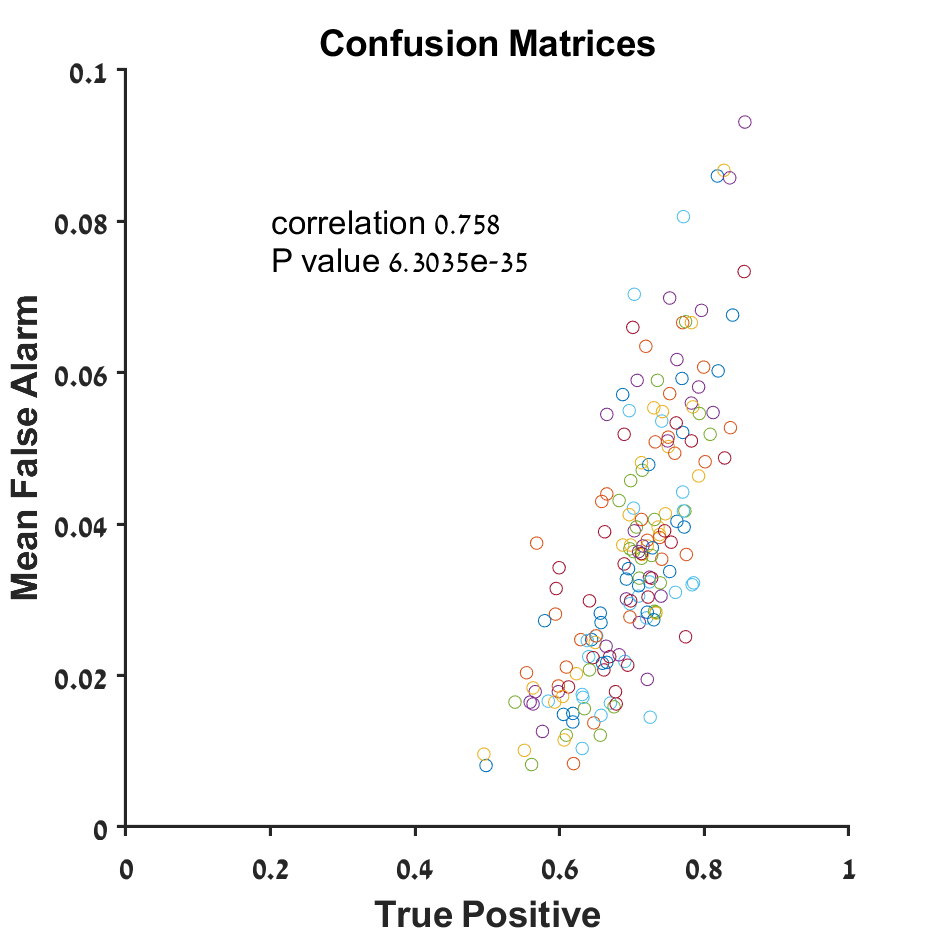 Confusion Matrices
0.1
0.08
0.06
0.04
0.02
0
correlation 0.758
P value 6.3035e-35
Mean False Alarm
0 0.2 0.4 0.6 0.8 1
True Positive